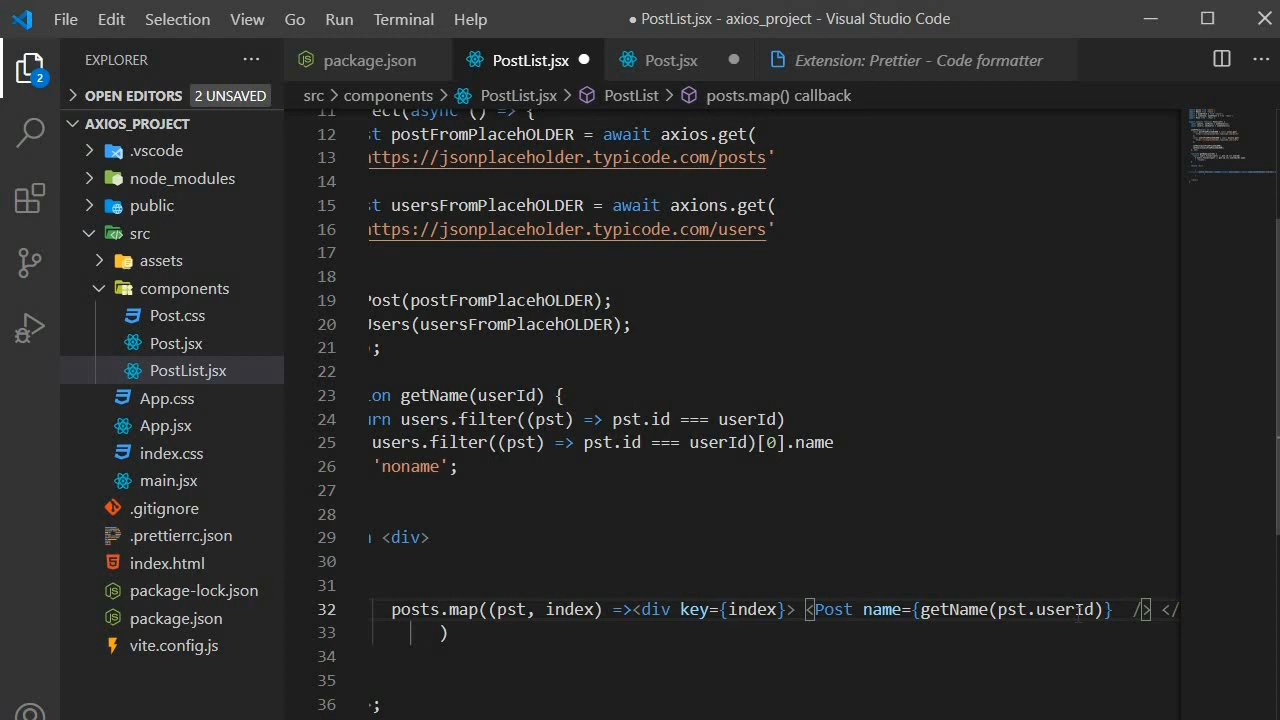 File Edit Selection View Go Run Terminal Help ● PostList.jsx - axios_project - Visual Studio Code
2
EXPLORER
OPEN EDITORS 2 UNSAVED
AXIOS_PROJECT
.vscode
node_modules
public
src
assets
components
Post.css
Post.jsx
PostList.jsx
App.css
App.jsx
index.css
main.jsx
.gitignore
.prettierrc.json
index.html
package-lock.json
package.json
vite.config.js
package.json PostList.jsx Post.jsx Extension: Prettier - Code formatter
src > components > PostList.jsx > PostList > posts.map() callback
11 ect(async () => {
12 t postFromPlacehOLDER = await axios.get(
13 https://jsonplaceholder.typicode.com/posts'
14
15 t usersFromPlacehOLDER = await axions.get(
16 https://jsonplaceholder.typicode.com/users'
17
18
19 Post(postFromPlacehOLDER);
20 Users(usersFromPlacehOLDER);
21 ;
22
23 ion getName(userId) {
24 urn users.filter((pst) => pst.id === userId)
25 users.filter((pst) => pst.id === userId)[0].name
26 'noname';
27
28
29 n <div>
30
31
32 posts.map((pst, index) =><div key={index}> <Post name={getName(pst.userId)} /> </
33 )
34
35
36 ;